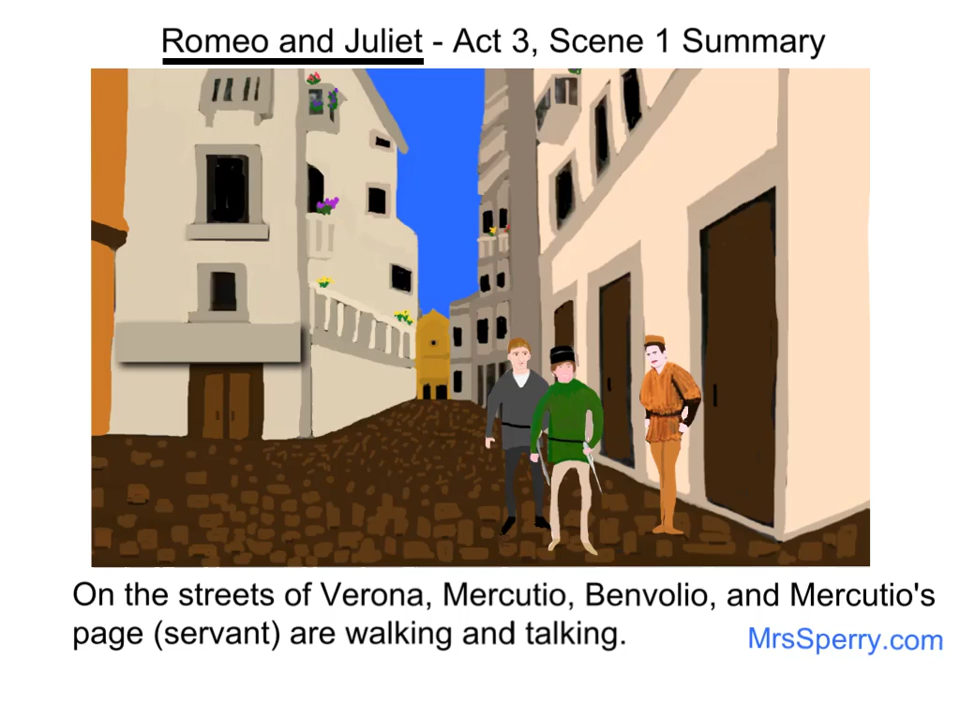 Romeo and Juliet - Act 3, Scene 1 Summary
On the streets of Verona, Mercutio, Benvolio, and Mercutio's
page (servant) are walking and talking.
MrsSperry.com